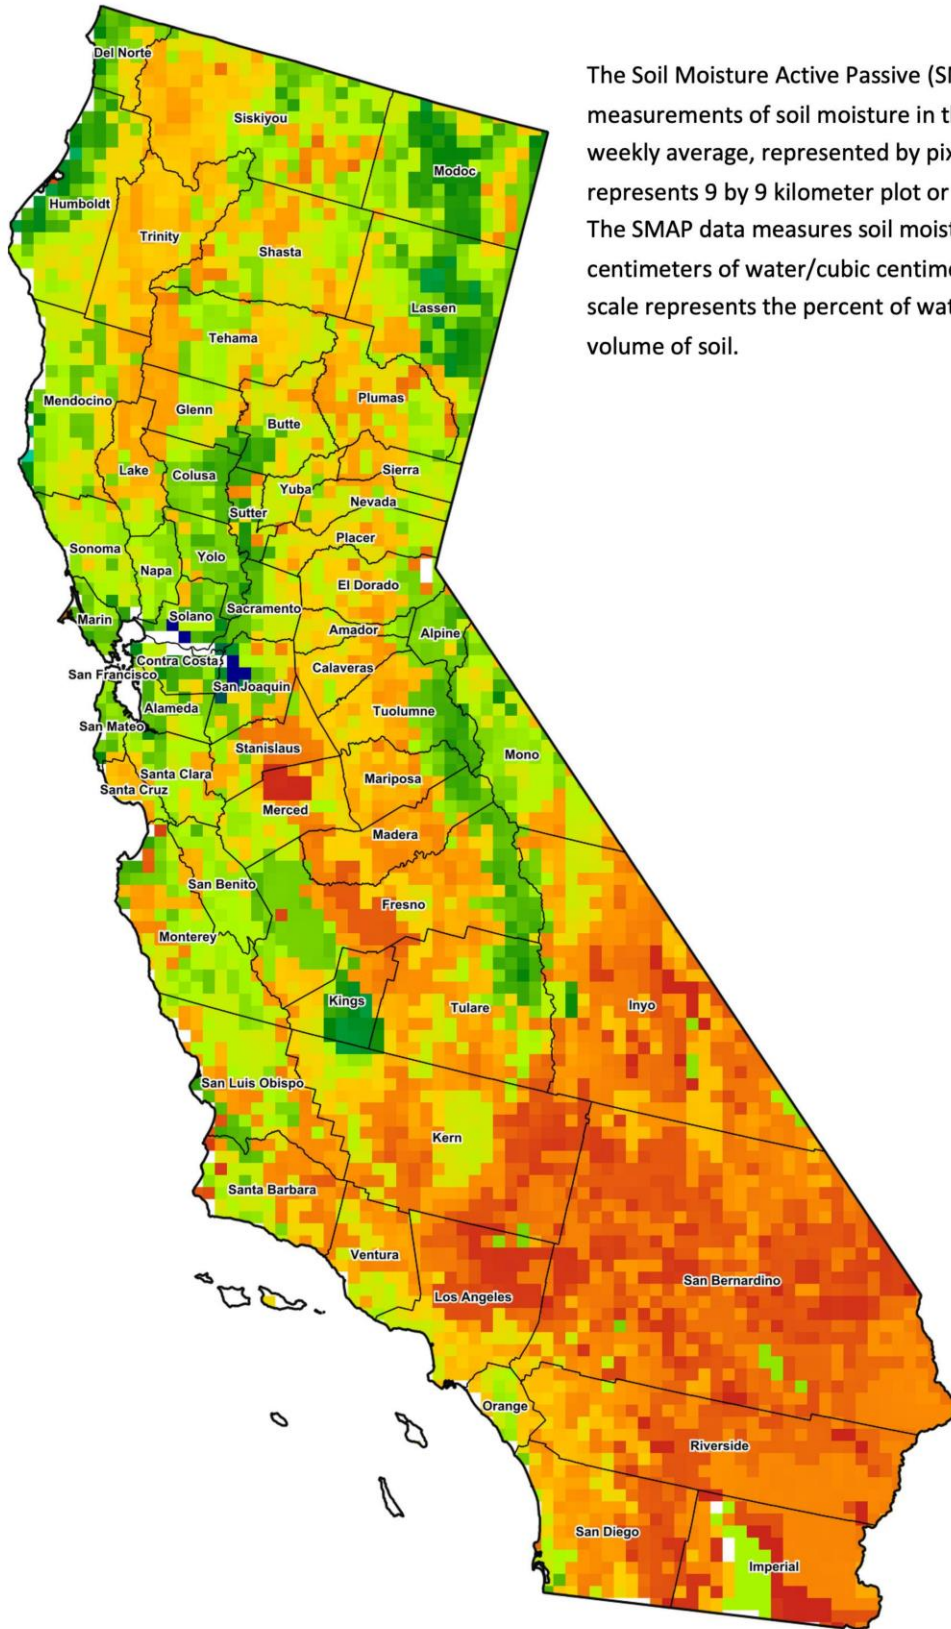 The Soil Moisture Active Passive (S
measurements of soil moisture in t
weekly average, represented by pix
represents 9 by 9 kilometer plot or
The SMAP data measures soil moist
centimeters of water/cubic centime
scale represents the percent of wat
volume of soil.
Del Norte
Siskiyou
Modoc
Humboldt
Trinity
Shasta
Lassen
Tehama
Plumas
Mendocino
Glenn
Butte
Lake
Colusa
Sierra
Yuba
Nevada
Sutter
Placer
Sonoma
Yolo
Napa
El Dorado
Sacramento
Solano
Marin
Amador
Alpine
Contra Costa
Calaveras
San Francisco
San Joaquin
Alameda
Tuolumne
San Mateo
Stanislaus
Mono
Santa Clara
Mariposa
Santa Cruz
Merced
Madera
San Benito
Fresno
Monterey
Kings
Tulare
Inyo
San Luis Obispo
Kern
Santa Barbara
Ventura
San Bernardino
Los Angeles
Orange
Riverside
San Diego
Imperial